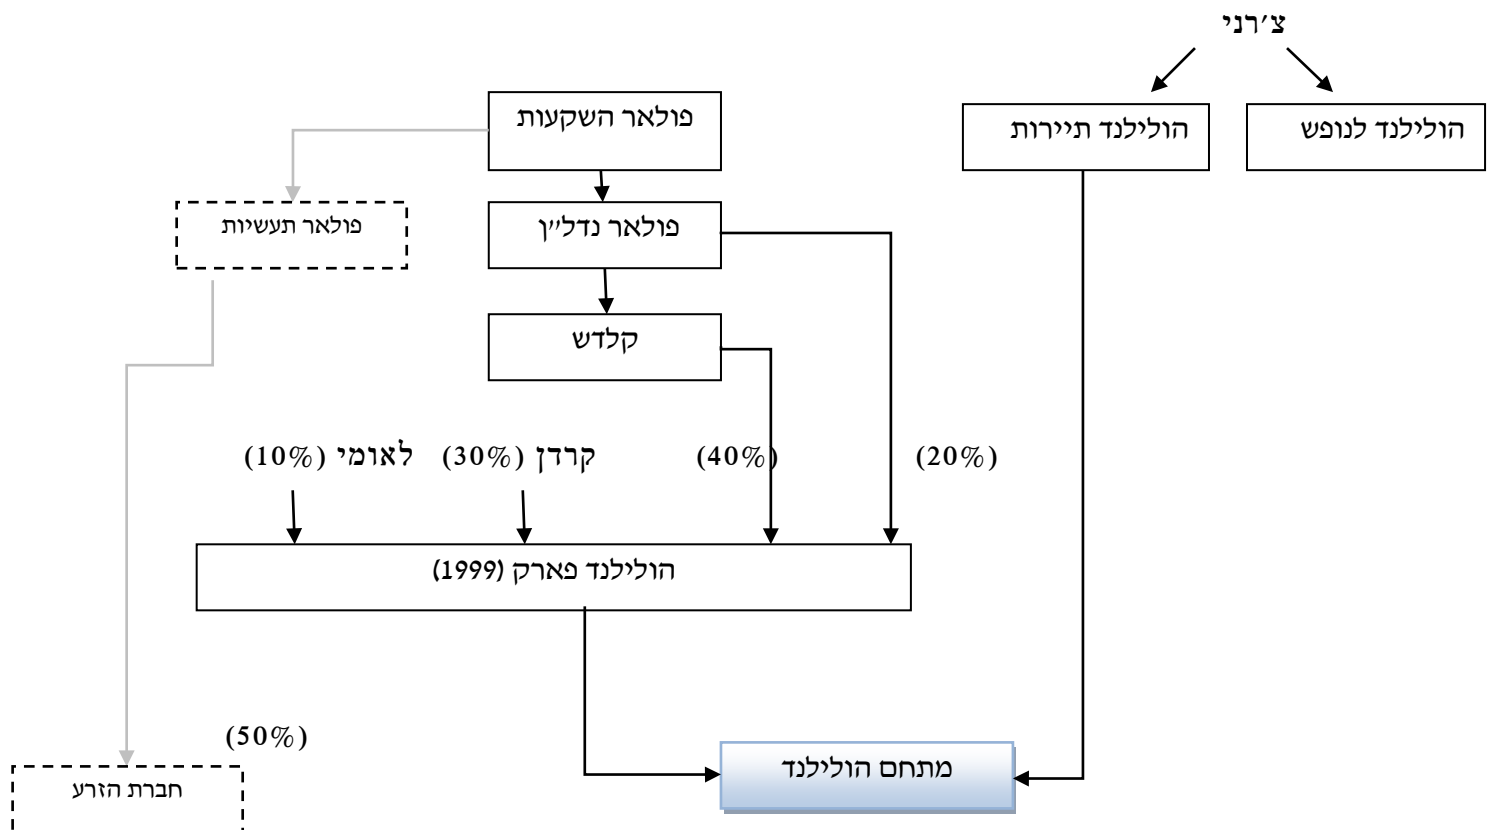 צ'רני
הולילנד לנופש
הולילנד תיירות
פולאר השקעות
פולאר נדל"ן
פולאר תעשיות
קלדש
(20%)
(40%)
קרדן (30%)
לאומי (10%)
הולילנד פארק (1999)
(50%)
מתחם הולילנד
חברת הזרע